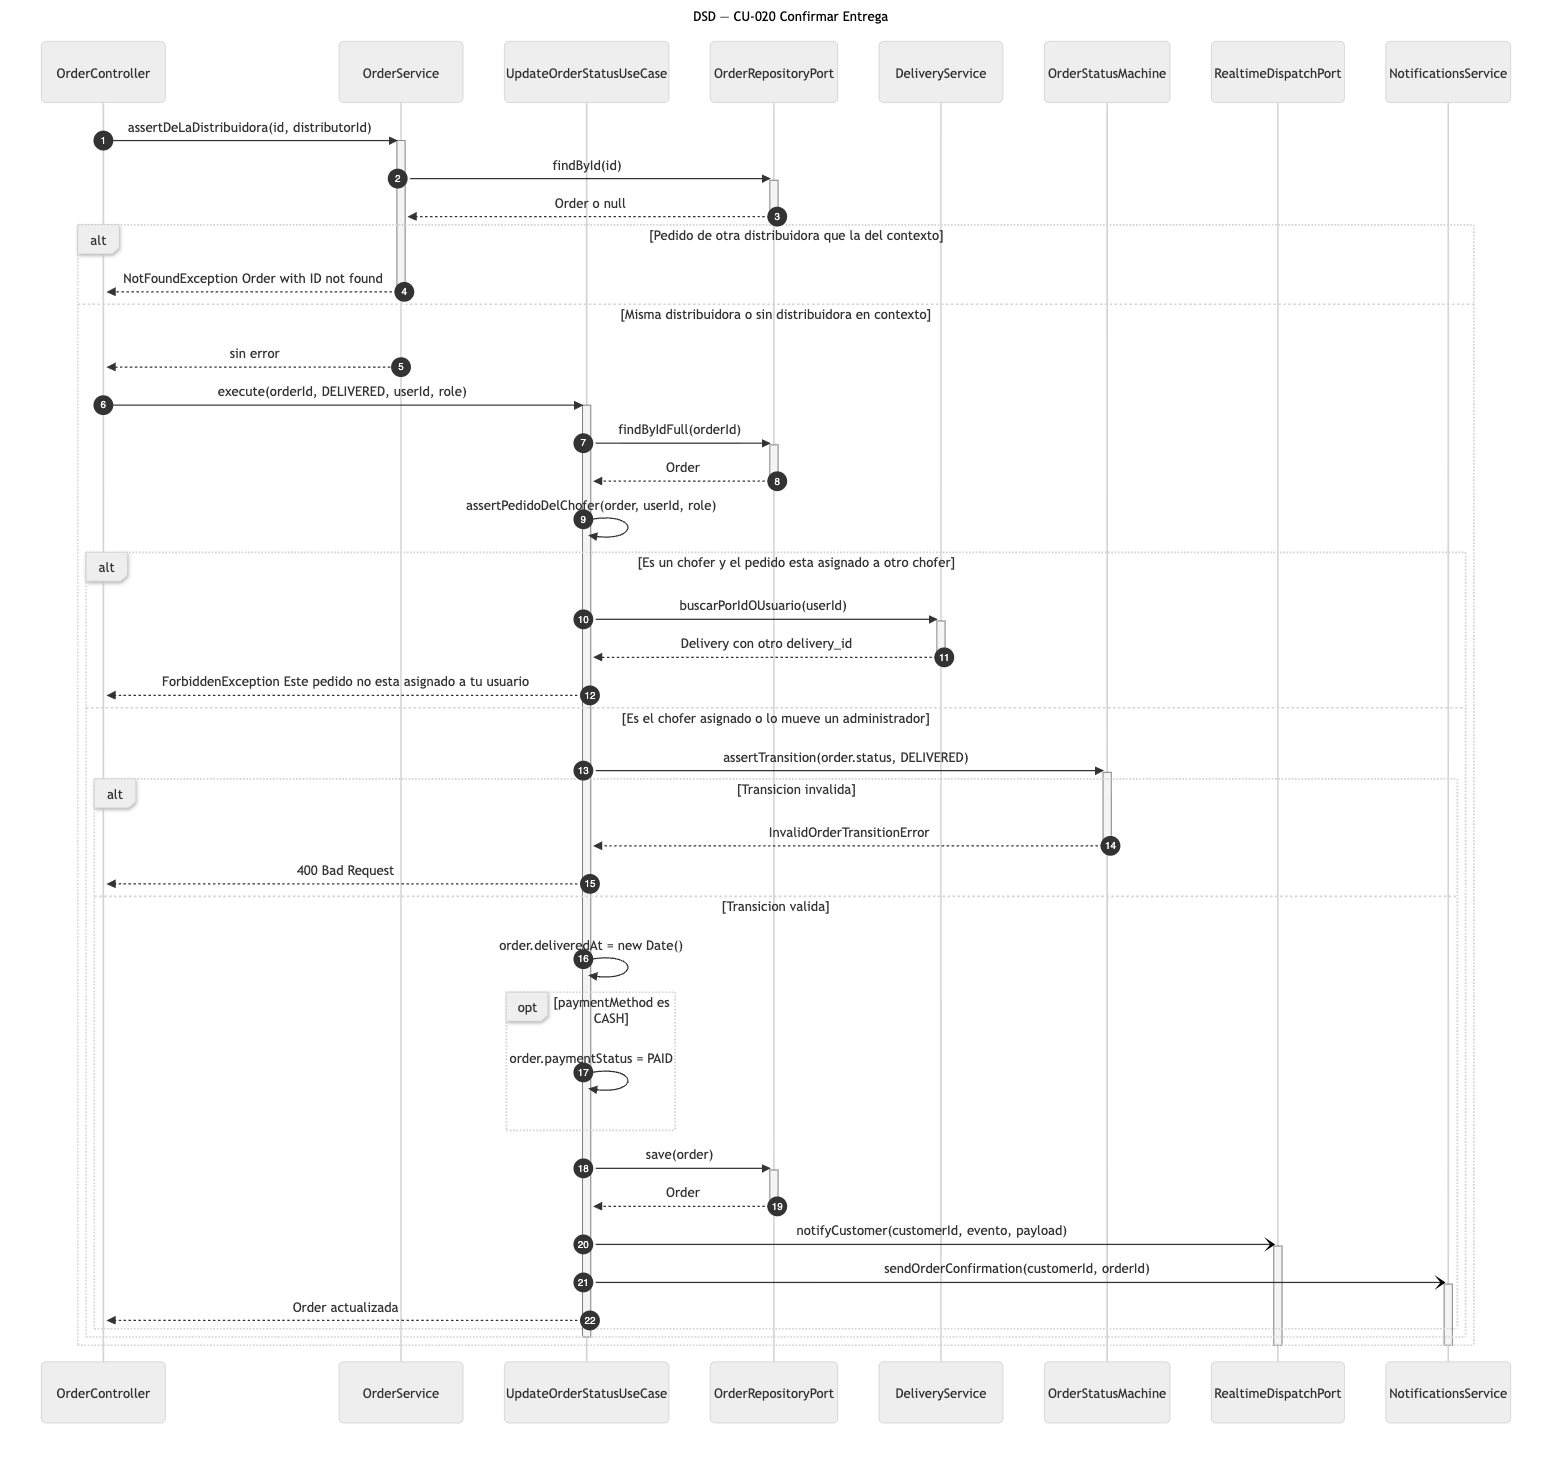 DSD — CU-020 Confirmar Entrega
OrderController
OrderService
UpdateOrderStatusUseCase
OrderRepositoryPort
DeliveryService
OrderStatusMachine
RealtimeDispatchPort
NotificationsService
1
assertDeLaDistribuidora(id, distributorId)
2
findById(id)
3
Order o null
alt
[Pedido de otra distribuidora que la del contexto]
NotFoundException Order with ID not found
4
[Misma distribuidora o sin distribuidora en contexto]
sin error
5
6
execute(orderId, DELIVERED, userId, role)
7
findByIdFull(orderId)
Order
8
assertPedidoDelChofer(order, userId, role)
9
alt
[Es un chofer y el pedido esta asignado a otro chofer]
10
buscarPorIdOUsuario(userId)
Delivery con otro delivery_id
11
ForbiddenException Este pedido no esta asignado a tu usuario
12
[Es el chofer asignado o lo mueve un administrador]
13
assertTransition(order.status, DELIVERED)
alt
[Transicion invalida]
InvalidOrderTransitionError
14
400 Bad Request
15
[Transicion valida]
order.deliveredAt = new Date()
16
opt
[paymentMethod es
CASH]
order.paymentStatus = PAID
17
save(order)
18
Order
19
notifyCustomer(customerId, evento, payload)
20
sendOrderConfirmation(customerId, orderId)
21
Order actualizada
22
OrderController
OrderService
UpdateOrderStatusUseCase
OrderRepositoryPort
DeliveryService
OrderStatusMachine
RealtimeDispatchPort
NotificationsService